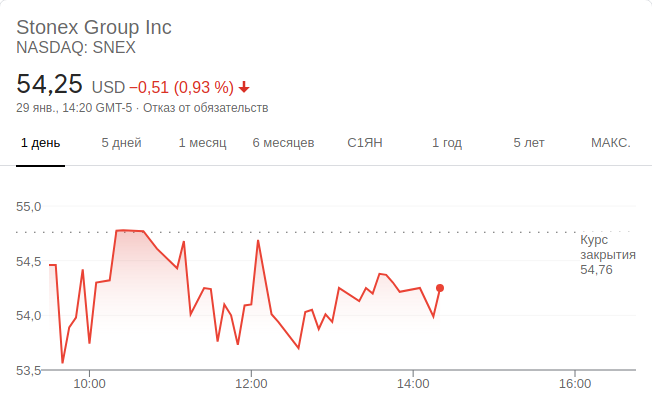 Stonex Group Inc
NASDAQ: SNEX
54,25 USD −0,51 (0,93 %)
29 янв., 14:20 GMT-5 · Отказ от обязательств
1 день 5 дней 1 месяц 6 месяцев С1ЯН 1 год 5 лет МАКС.
55,0
Курс
закрытия
54,76
54,5
54,0
53,5
10:00 12:00 14:00 16:00